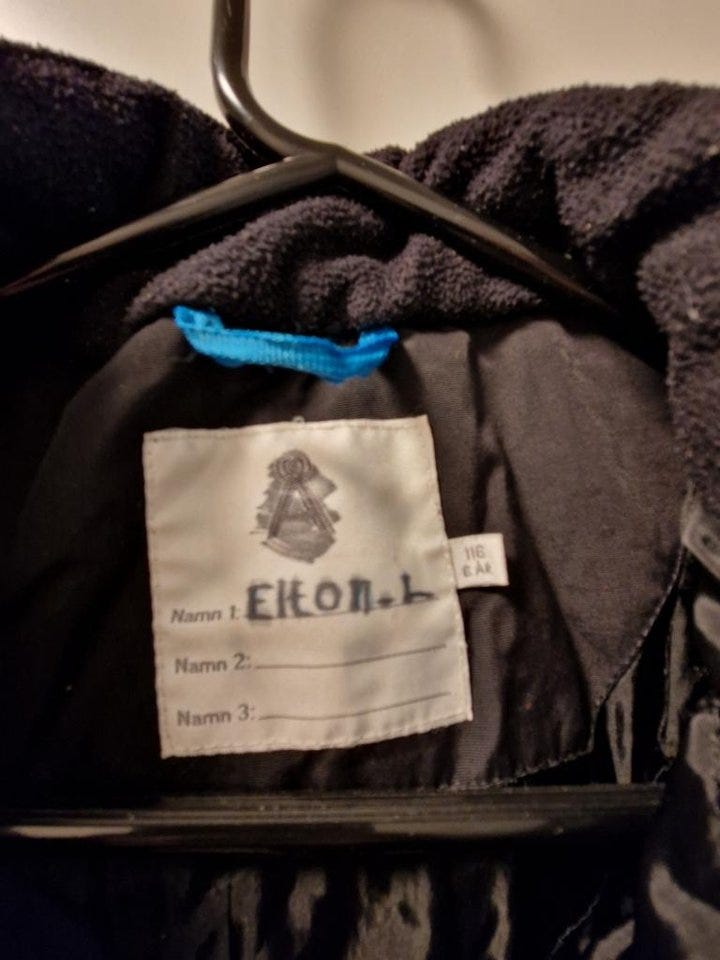 A
116
6 ÅR
Namn 1: Elton.L
Namn 2:
Namn 3: